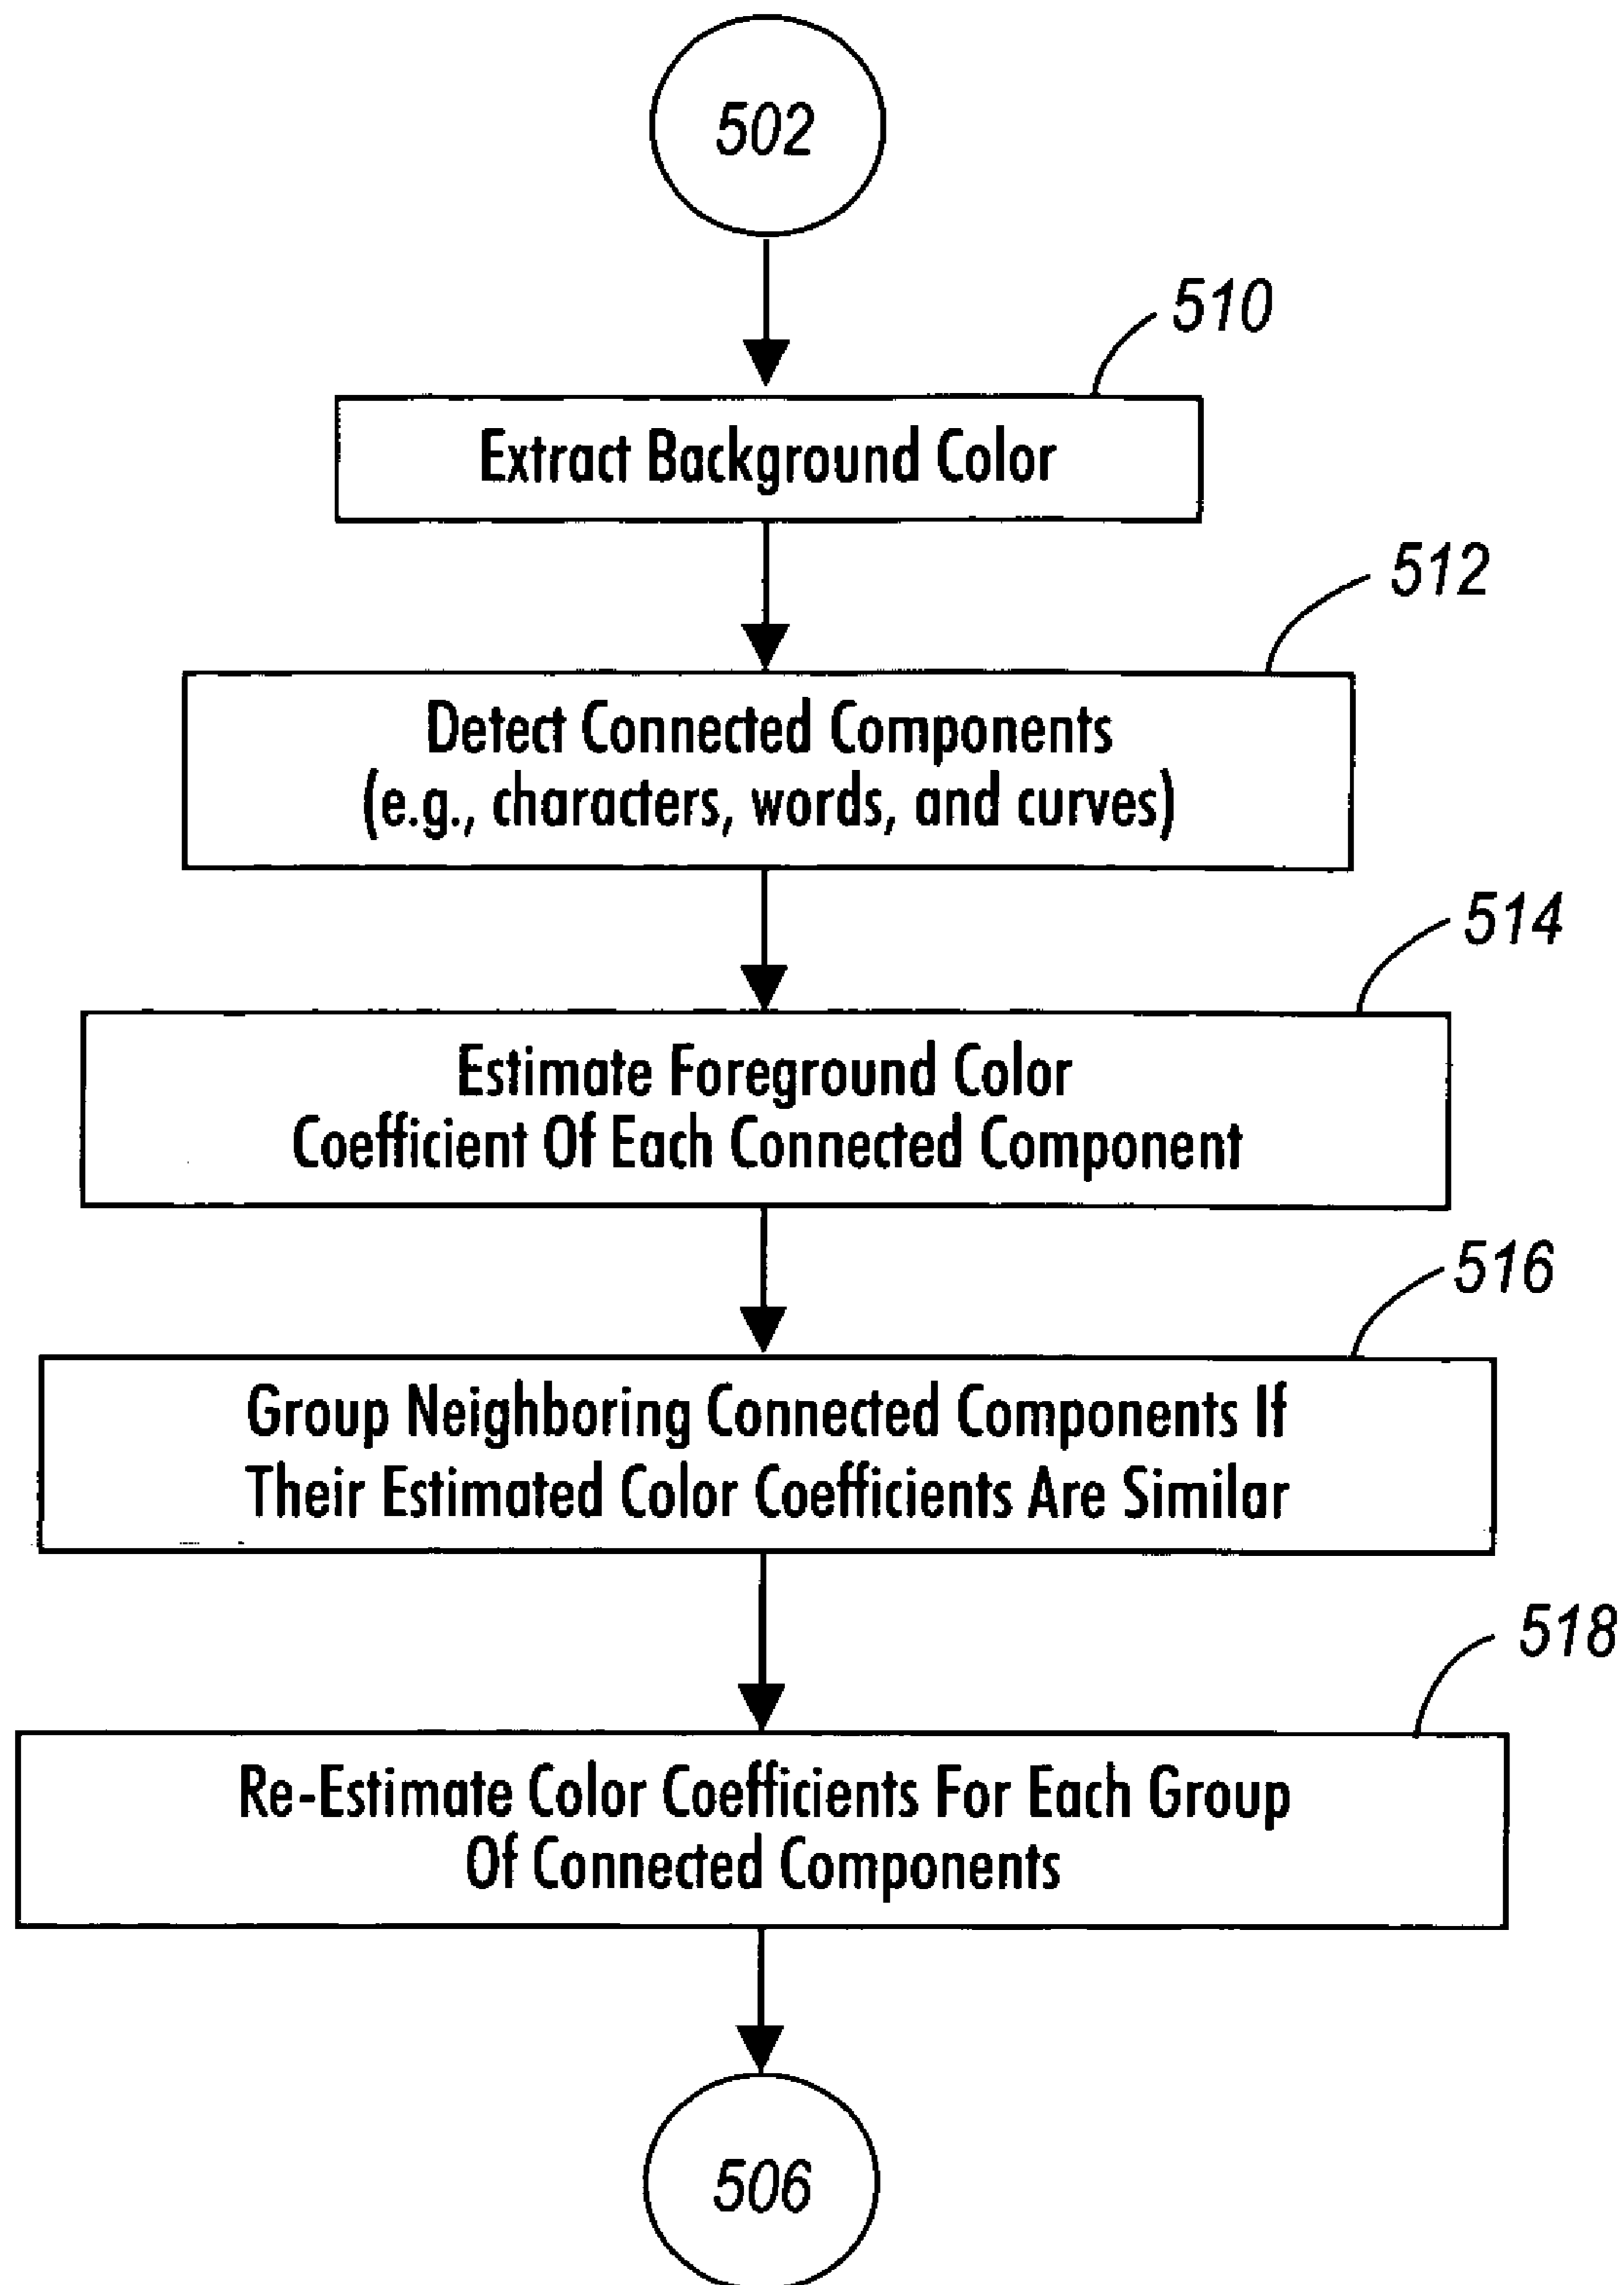 502
510
Extract Background Color
512
Detect Connected Components
(e.g., characters, words, and curves)
514
Estimate Foreground Color
Coefficient Of Each Connected Component
516
Group Neighboring Connected Components If
Their Estimated Color Coefficients Are Similar
518
Re-Estimate Color Coefficients For Each Group
Of Connected Components
506